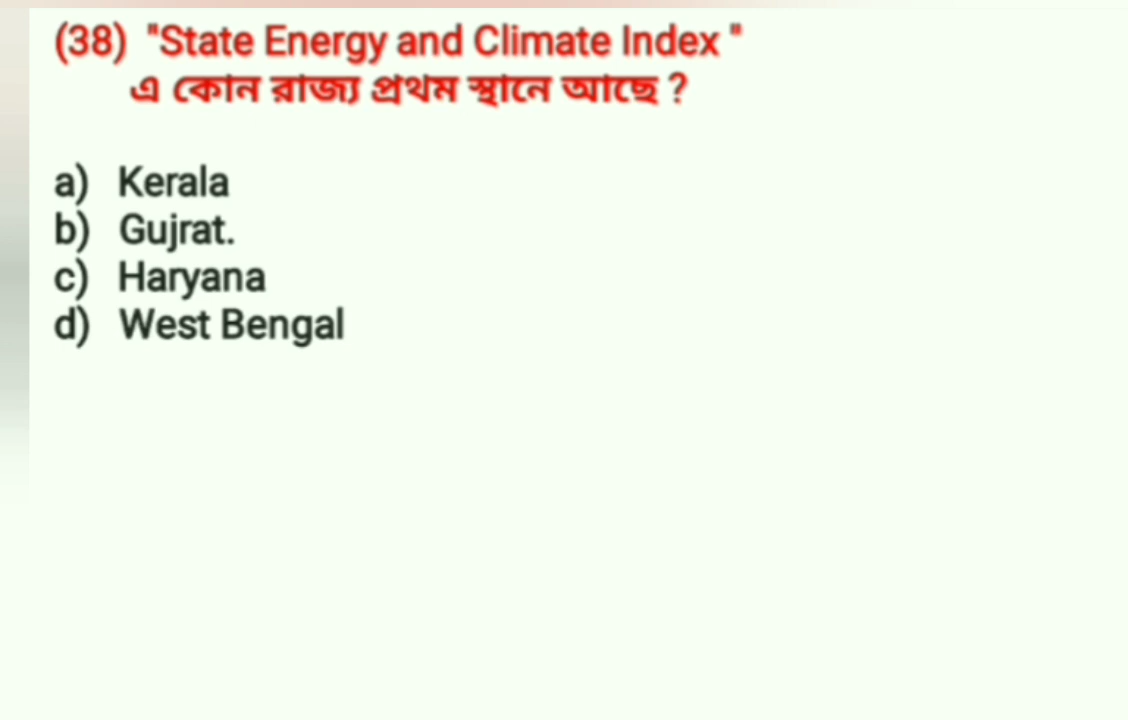 (38) "State Energy and Climate Index "
এ কোন রাজ্য প্রথম স্থানে আছে ?
a) Kerala
b) Gujrat.
c) Haryana
d) West Bengal